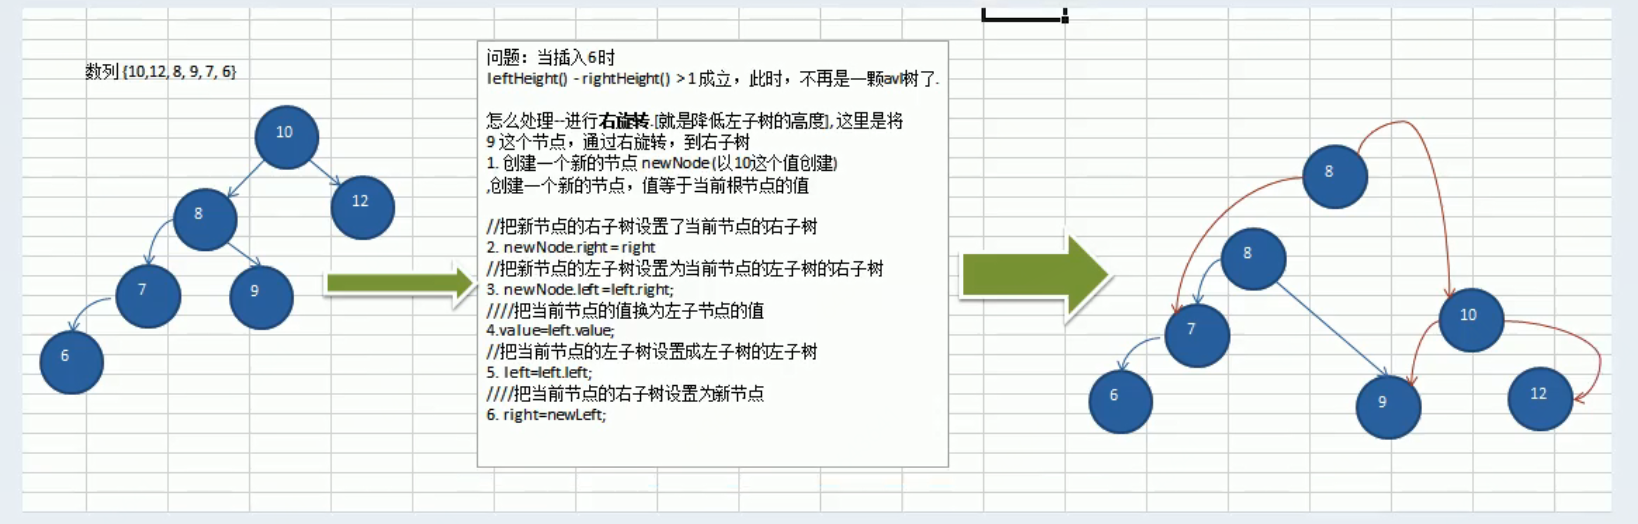 数列 {10,12, 8, 9, 7, 6}
10
8
12
7
9
6
问题：当插入6时
leftHeight() - rightHeight() > 1 成立，此时，不再是一颗avl树了.
怎么处理--进行右旋转.[就是降低左子树的高度], 这里是将
9 这个节点，通过右旋转，到右子树
1. 创建一个新的节点 newNode (以10这个值创建)
,创建一个新的节点，值等于当前根节点的值
//把新节点的右子树设置了当前节点的右子树
2. newNode.right = right
//把新节点的左子树设置为当前节点的左子树的右子树
3. newNode.left =left.right;
////把当前节点的值换为左子节点的值
4.value=left.value;
//把当前节点的左子树设置成左子树的左子树
5. left=left.left;
////把当前节点的右子树设置为新节点
6. right=newLeft;
8
8
7
10
6
9
12